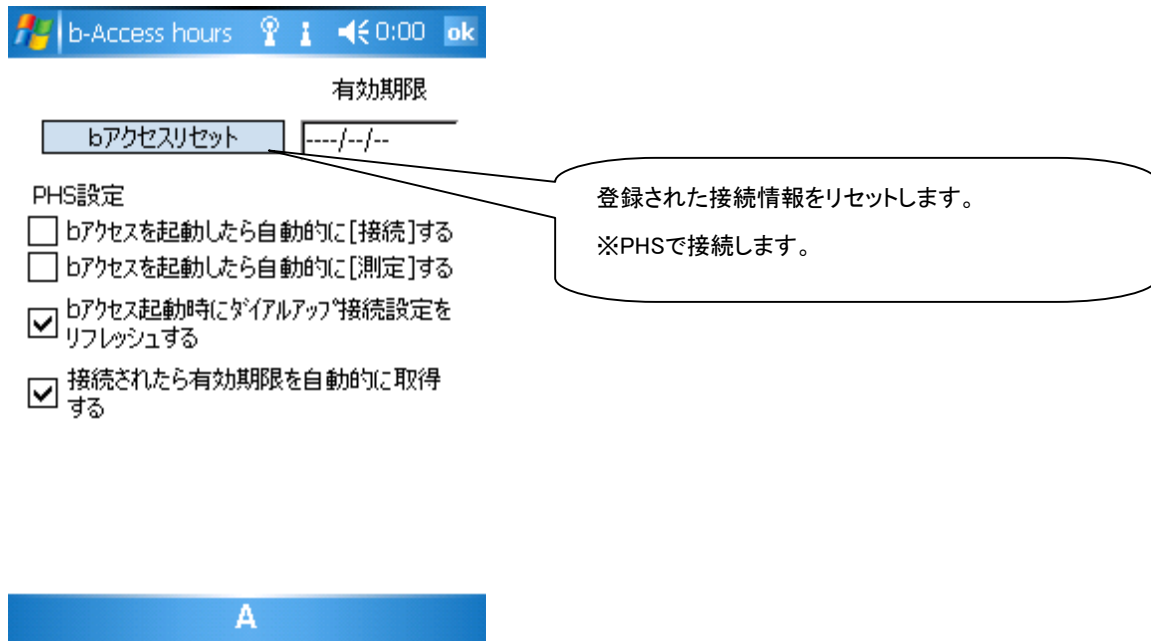 b-Access hours 0:00 ok
有効期限
bアクセスリセット ----/--/--
PHS設定
bアクセスを起動したら自動的に[接続]する
bアクセスを起動したら自動的に[測定]する
bアクセス起動時にダイアルアップ接続設定を
リフレッシュする
接続されたら有効期限を自動的に取得
する
A
登録された接続情報をリセットします。
※PHSで接続します。